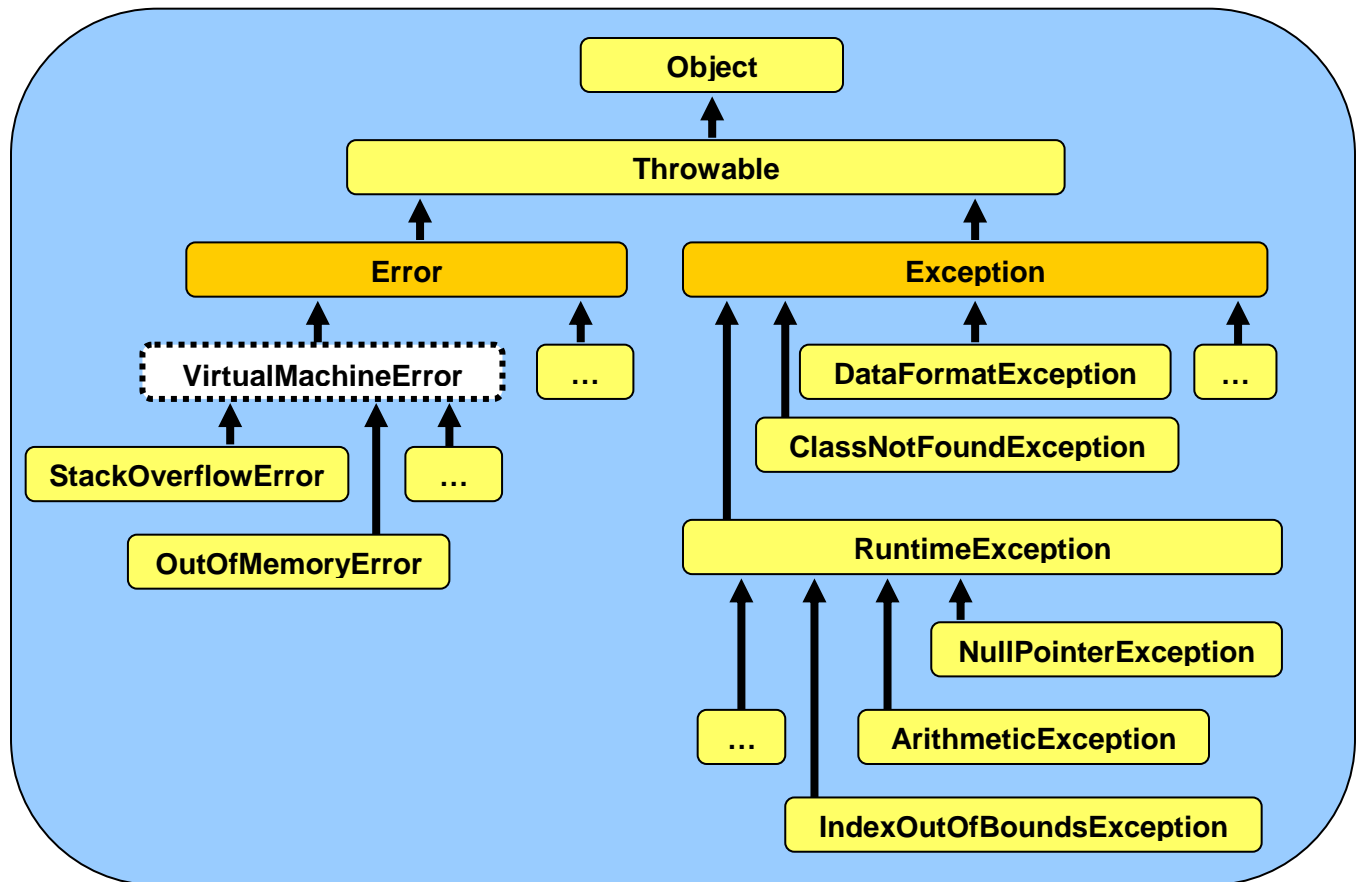 Object
Throwable
Error
Exception
VirtualMachineError
…
DataFormatException
…
StackOverflowError
…
ClassNotFoundException
OutOfMemoryError
RuntimeException
NullPointerException
…
ArithmeticException
IndexOutOfBoundsException